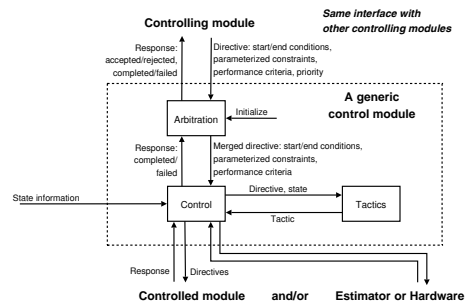 Controlling module
Same interface with
other controlling modules
Response:
accepted/rejected,
completed/failed
Directive: start/end conditions,
parameterized constraints,
performance criteria, priority
A generic
control module
Arbitration
Initialize
Response:
completed/
failed
Merged directive: start/end conditions,
parameterized constraints,
performance criteria
State information
Control
Directive, state
Tactic
Tactics
Response
Directives
Controlled module and/or Estimator or Hardware